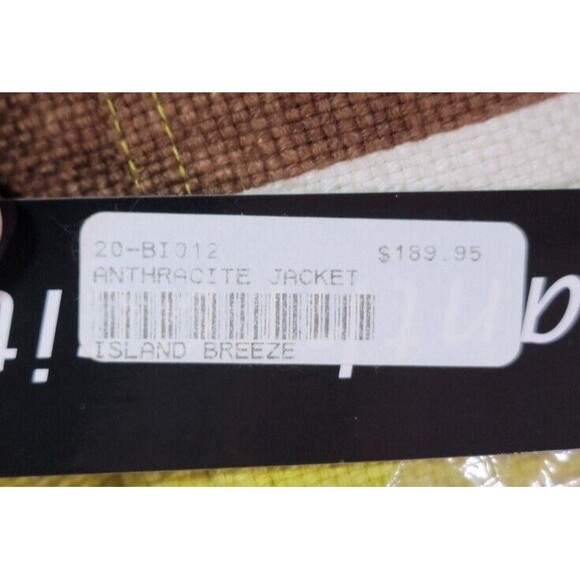 20-BI012 $189.95
ANTHRACITE JACKET
ISLAND BREEZE